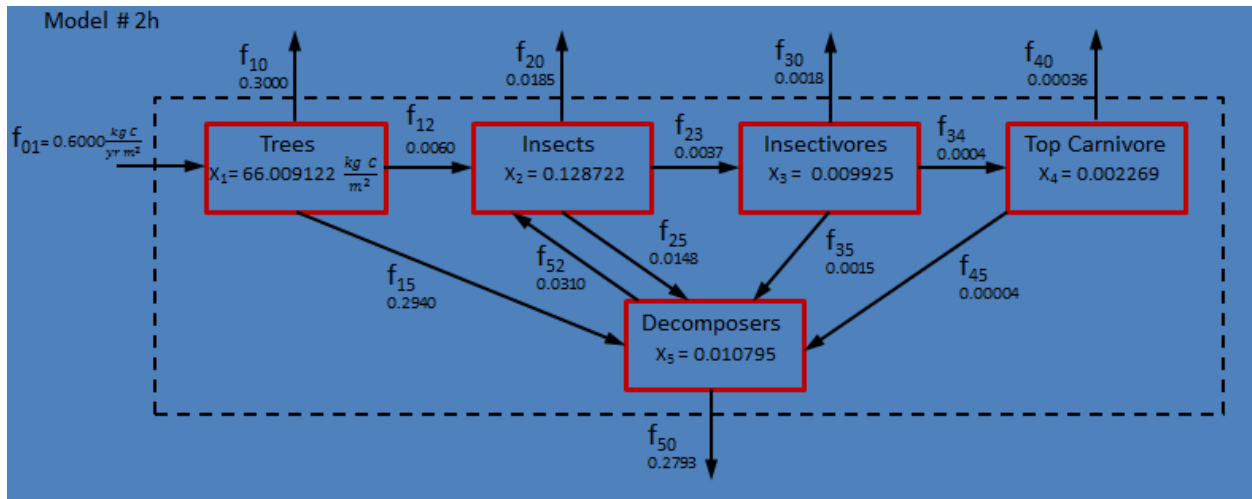 Model # 2h
f10
0.3000
f20
0.0185
f30
0.0018
f40
0.00036
f01= 0.6000 kg C / yr m²
Trees
X1= 66.009122 kg C / m²
f12
0.0060
Insects
X2 = 0.128722
f23
0.0037
Insectivores
X3 = 0.009925
f34
0.0004
Top Carnivore
X4 = 0.002269
f15
0.2940
f52
0.0310
f25
0.0148
f35
0.0015
f45
0.00004
Decomposers
X5 = 0.010795
f50
0.2793